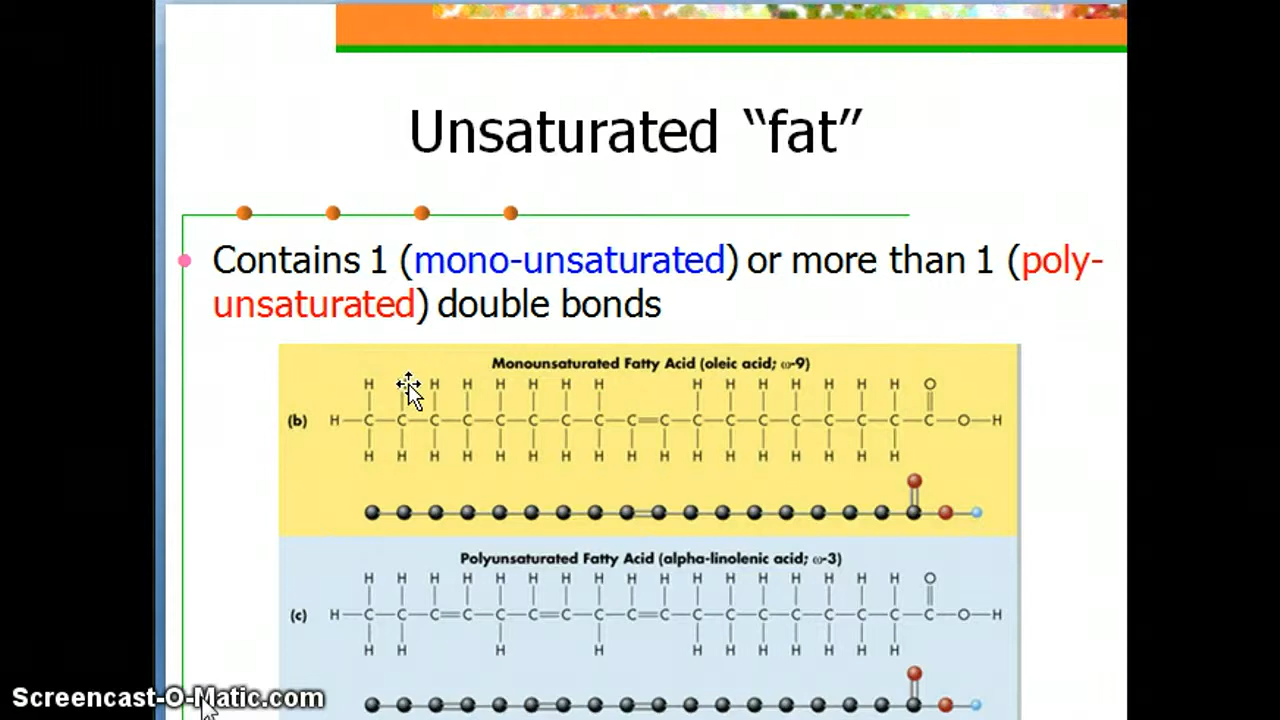 Unsaturated “fat”
Contains 1 (mono-unsaturated) or more than 1 (poly-
unsaturated) double bonds
Monounsaturated Fatty Acid (oleic acid; ω-9)
H H H H H H H H H H H H H H O
(b) H—C—C—C—C—C—C—C—C—C=C—C—C—C—C—C—C—C—C—O—H
H H H H H H H H H H H H H H H H H
Polyunsaturated Fatty Acid (alpha-linolenic acid; ω-3)
H H H H H H H H H H H H H H H H H O
(c) H—C—C—C=C—C—C=C—C—C=C—C—C—C—C—C—C—C—C—O—H
H H H H H H H H H H H
Screencast-O-Matic.com